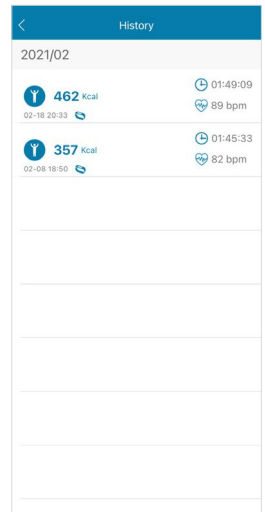 History
2021/02
462 Kcal
01:49:09
89 bpm
02-18 20:33
357 Kcal
01:45:33
82 bpm
02-08 18:50